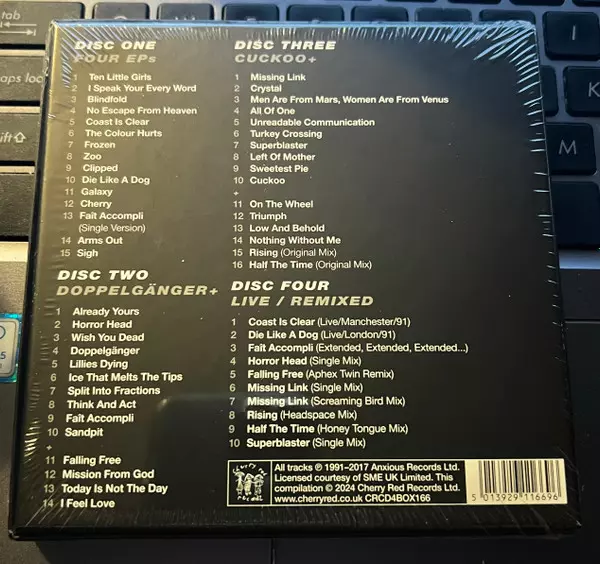 DISC ONE
FOUR EPs
1 Ten Little Girls
2 I Speak Your Every Word
3 Blindfold
4 No Escape From Heaven
5 Coast Is Clear
6 The Colour Hurts
7 Frozen
8 Zoo
9 Clipped
10 Die Like A Dog
11 Galaxy
12 Cherry
13 Faït Accompli
(Single Version)
14 Arms Out
15 Sigh
DISC TWO
DOPPELGÄNGER+
1 Already Yours
2 Horror Head
3 Wish You Dead
4 Doppelgänger
5 Lillies Dying
6 Ice That Melts The Tips
7 Split Into Fractions
8 Think And Act
9 Faït Accompli
10 Sandpit
+
11 Falling Free
12 Mission From God
13 Today Is Not The Day
14 I Feel Love
DISC THREE
CUCKOO+
1 Missing Link
2 Crystal
3 Men Are From Mars, Women Are From Venus
4 All Of One
5 Unreadable Communication
6 Turkey Crossing
7 Superblaster
8 Left Of Mother
9 Sweetest Pie
10 Cuckoo
+
11 On The Wheel
12 Triumph
13 Low And Behold
14 Nothing Without Me
15 Rising (Original Mix)
16 Half The Time (Original Mix)
DISC FOUR
LIVE / REMIXED
1 Coast Is Clear (Live/Manchester/91)
2 Die Like A Dog (Live/London/91)
3 Faït Accompli (Extended, Extended, Extended...)
4 Horror Head (Single Mix)
5 Falling Free (Aphex Twin Remix)
6 Missing Link (Single Mix)
7 Missing Link (Screaming Bird Mix)
8 Rising (Headspace Mix)
9 Half The Time (Honey Tongue Mix)
10 Superblaster (Single Mix)
cherry red
records
All tracks ℗ 1991–2017 Anxious Records Ltd.
Licensed courtesy of SME UK Limited. This
compilation © 2024 Cherry Red Records Ltd.
www.cherryred.co.uk CRCD4BOX166
5 013929 116696
caps lock
shift
I
K
M